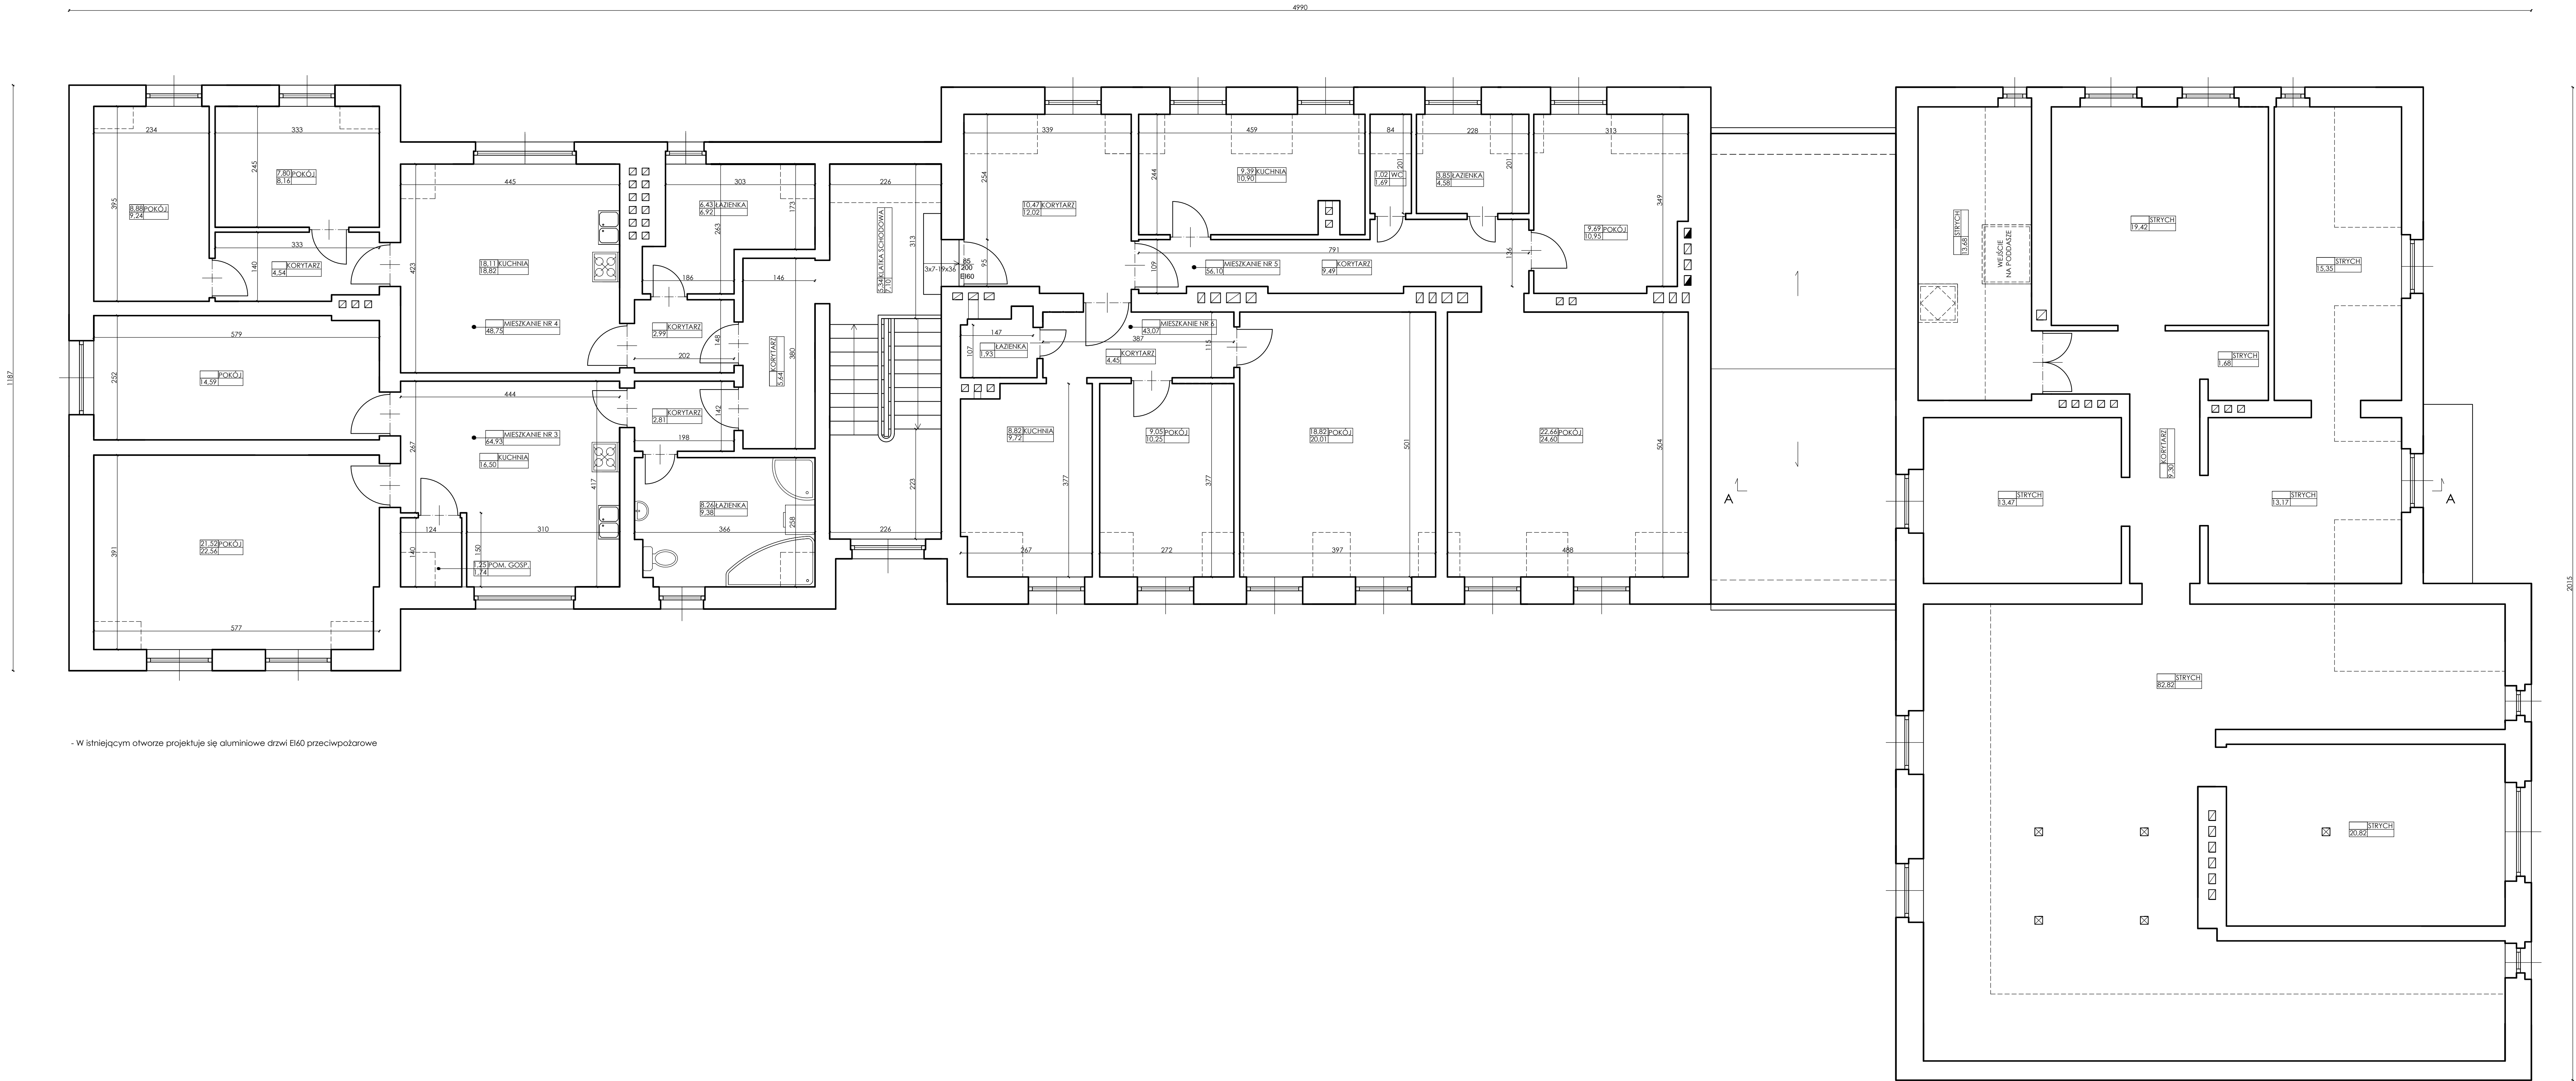 4990
1187
2015
234
333
395
245
7,80 POKÓJ
8,16
8,88 POKÓJ
9,24
333
140
KORYTARZ
4,54
445
423
18,11 KUCHNIA
18,82
MIESZKANIE NR 4
48,75
303
173
263
6,43 ŁAZIENKA
6,92
186
146
KORYTARZ
2,99
148
202
KORYTARZ
5,64
380
226
313
5,34 KLATKA SCHODOWA
7,10
3x7-19x36
85
200
EI60
579
252
POKÓJ
14,59
444
267
MIESZKANIE NR 3
64,93
KUCHNIA
16,50
417
KORYTARZ
2,81
142
198
391
21,52 POKÓJ
22,56
577
124
140
310
150
1,25 POM. GOSP.
1,74
8,26 ŁAZIENKA
9,38
366
258
223
226
339
254
95
10,47 KORYTARZ
12,02
459
244
9,39 KUCHNIA
10,90
84
201
1,02 WC
1,69
228
201
3,85 ŁAZIENKA
4,58
313
349
9,69 POKÓJ
10,95
791
109
136
MIESZKANIE NR 5
56,10
KORYTARZ
9,49
MIESZKANIE NR 6
43,07
147
107
ŁAZIENKA
1,93
387
115
KORYTARZ
4,45
8,82 KUCHNIA
9,72
377
267
9,05 POKÓJ
10,25
377
272
18,82 POKÓJ
20,01
501
397
22,66 POKÓJ
24,60
504
488
A
A
STRYCH
13,68
WEJŚCIE
NA PODDASZE
STRYCH
19,42
STRYCH
15,35
STRYCH
1,68
KORYTARZ
9,30
STRYCH
13,47
STRYCH
13,17
STRYCH
82,82
STRYCH
20,82
- W istniejącym otworze projektuje się aluminiowe drzwi EI60 przeciwpożarowe